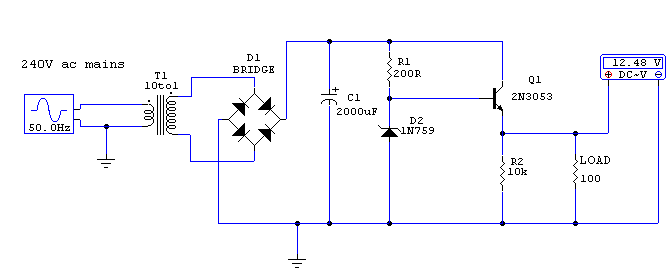 240V ac mains
50.0Hz
T1
10to1
D1
BRIDGE
C1
2000uF
R1
200R
D2
1N759
Q1
2N3053
R2
10k
12.48 V
DC~V
LOAD
100